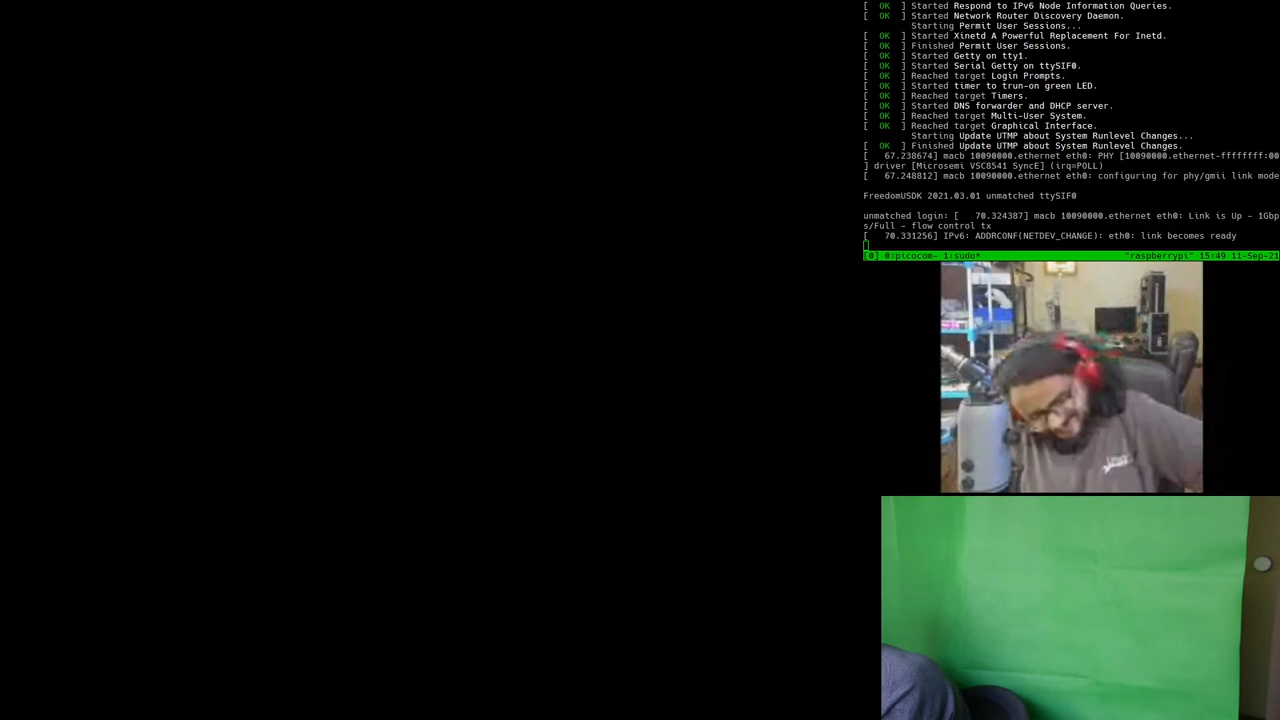 [  OK  ] Started Respond to IPv6 Node Information Queries.
[  OK  ] Started Network Router Discovery Daemon.
Starting Permit User Sessions...
[  OK  ] Started Xinetd A Powerful Replacement For Inetd.
[  OK  ] Finished Permit User Sessions.
[  OK  ] Started Getty on tty1.
[  OK  ] Started Serial Getty on ttySIF0.
[  OK  ] Reached target Login Prompts.
[  OK  ] Started timer to trun-on green LED.
[  OK  ] Reached target Timers.
[  OK  ] Started DNS forwarder and DHCP server.
[  OK  ] Reached target Multi-User System.
[  OK  ] Reached target Graphical Interface.
Starting Update UTMP about System Runlevel Changes...
[  OK  ] Finished Update UTMP about System Runlevel Changes.
[   67.238674] macb 10090000.ethernet eth0: PHY [10090000.ethernet-ffffffff:00
] driver [Microsemi VSC8541 SyncE] (irq=POLL)
[   67.248812] macb 10090000.ethernet eth0: configuring for phy/gmii link mode
FreedomUSDK 2021.03.01 unmatched ttySIF0
unmatched login: [   70.324387] macb 10090000.ethernet eth0: Link is Up - 1Gbp
s/Full - flow control tx
[   70.331256] IPv6: ADDRCONF(NETDEV_CHANGE): eth0: link becomes ready
[0] 0:picocom- 1:sudo* "raspberrypi" 15:49 11-Sep-21